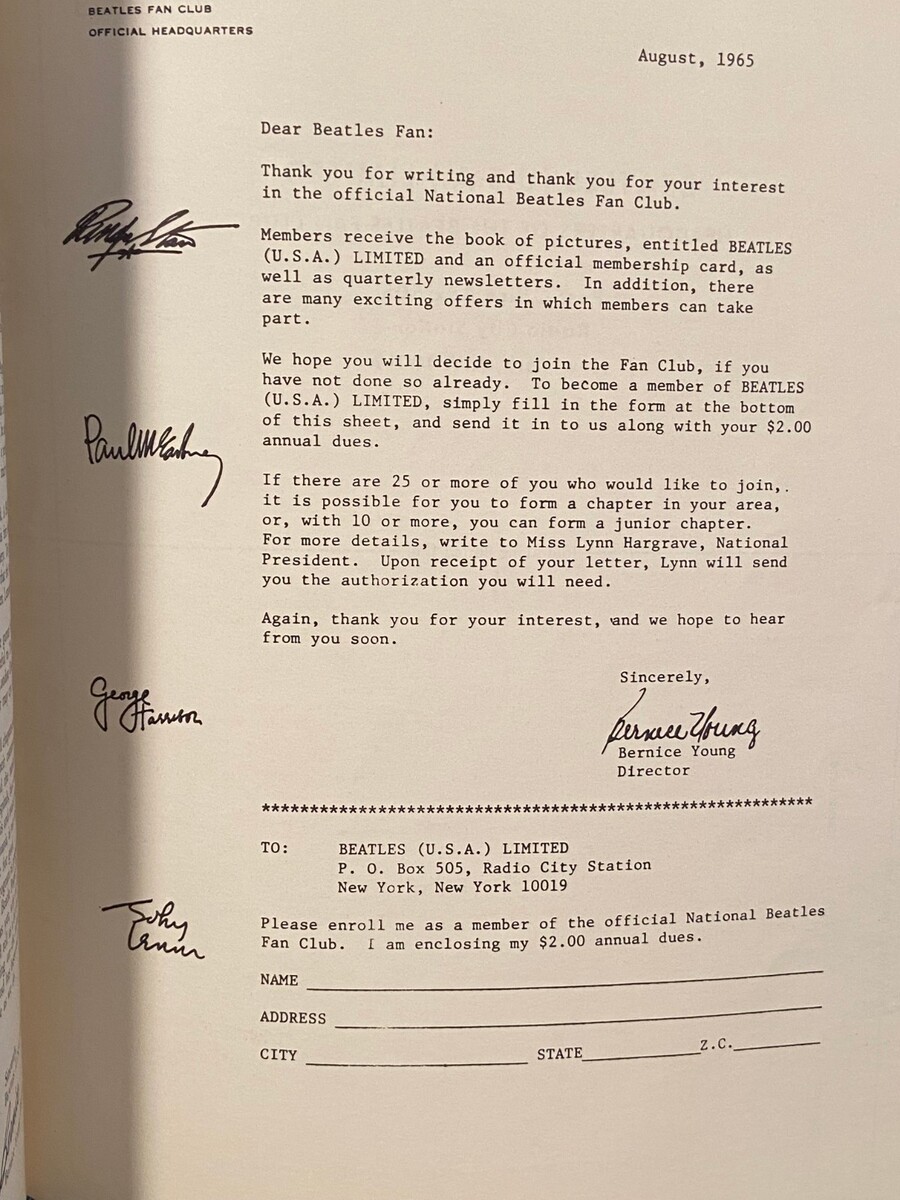 BEATLES FAN CLUB
OFFICIAL HEADQUARTERS
August, 1965
Dear Beatles Fan:
Thank you for writing and thank you for your interest
in the official National Beatles Fan Club.
Ringo Starr
Members receive the book of pictures, entitled BEATLES
(U.S.A.) LIMITED and an official membership card, as
well as quarterly newsletters. In addition, there
are many exciting offers in which members can take
part.
We hope you will decide to join the Fan Club, if you
have not done so already. To become a member of BEATLES
(U.S.A.) LIMITED, simply fill in the form at the bottom
of this sheet, and send it in to us along with your $2.00
annual dues.
Paul McCartney
If there are 25 or more of you who would like to join,.
it is possible for you to form a chapter in your area,
or, with 10 or more, you can form a junior chapter.
For more details, write to Miss Lynn Hargrave, National
President. Upon receipt of your letter, Lynn will send
you the authorization you will need.
Again, thank you for your interest, and we hope to hear
from you soon.
George
Harrison
Sincerely,
Bernice Young
Bernice Young
Director
************************************************************
TO: BEATLES (U.S.A.) LIMITED
P. O. Box 505, Radio City Station
New York, New York 10019
John
Lennon
Please enroll me as a member of the official National Beatles
Fan Club. I am enclosing my $2.00 annual dues.
NAME
ADDRESS
CITY STATE Z.C.